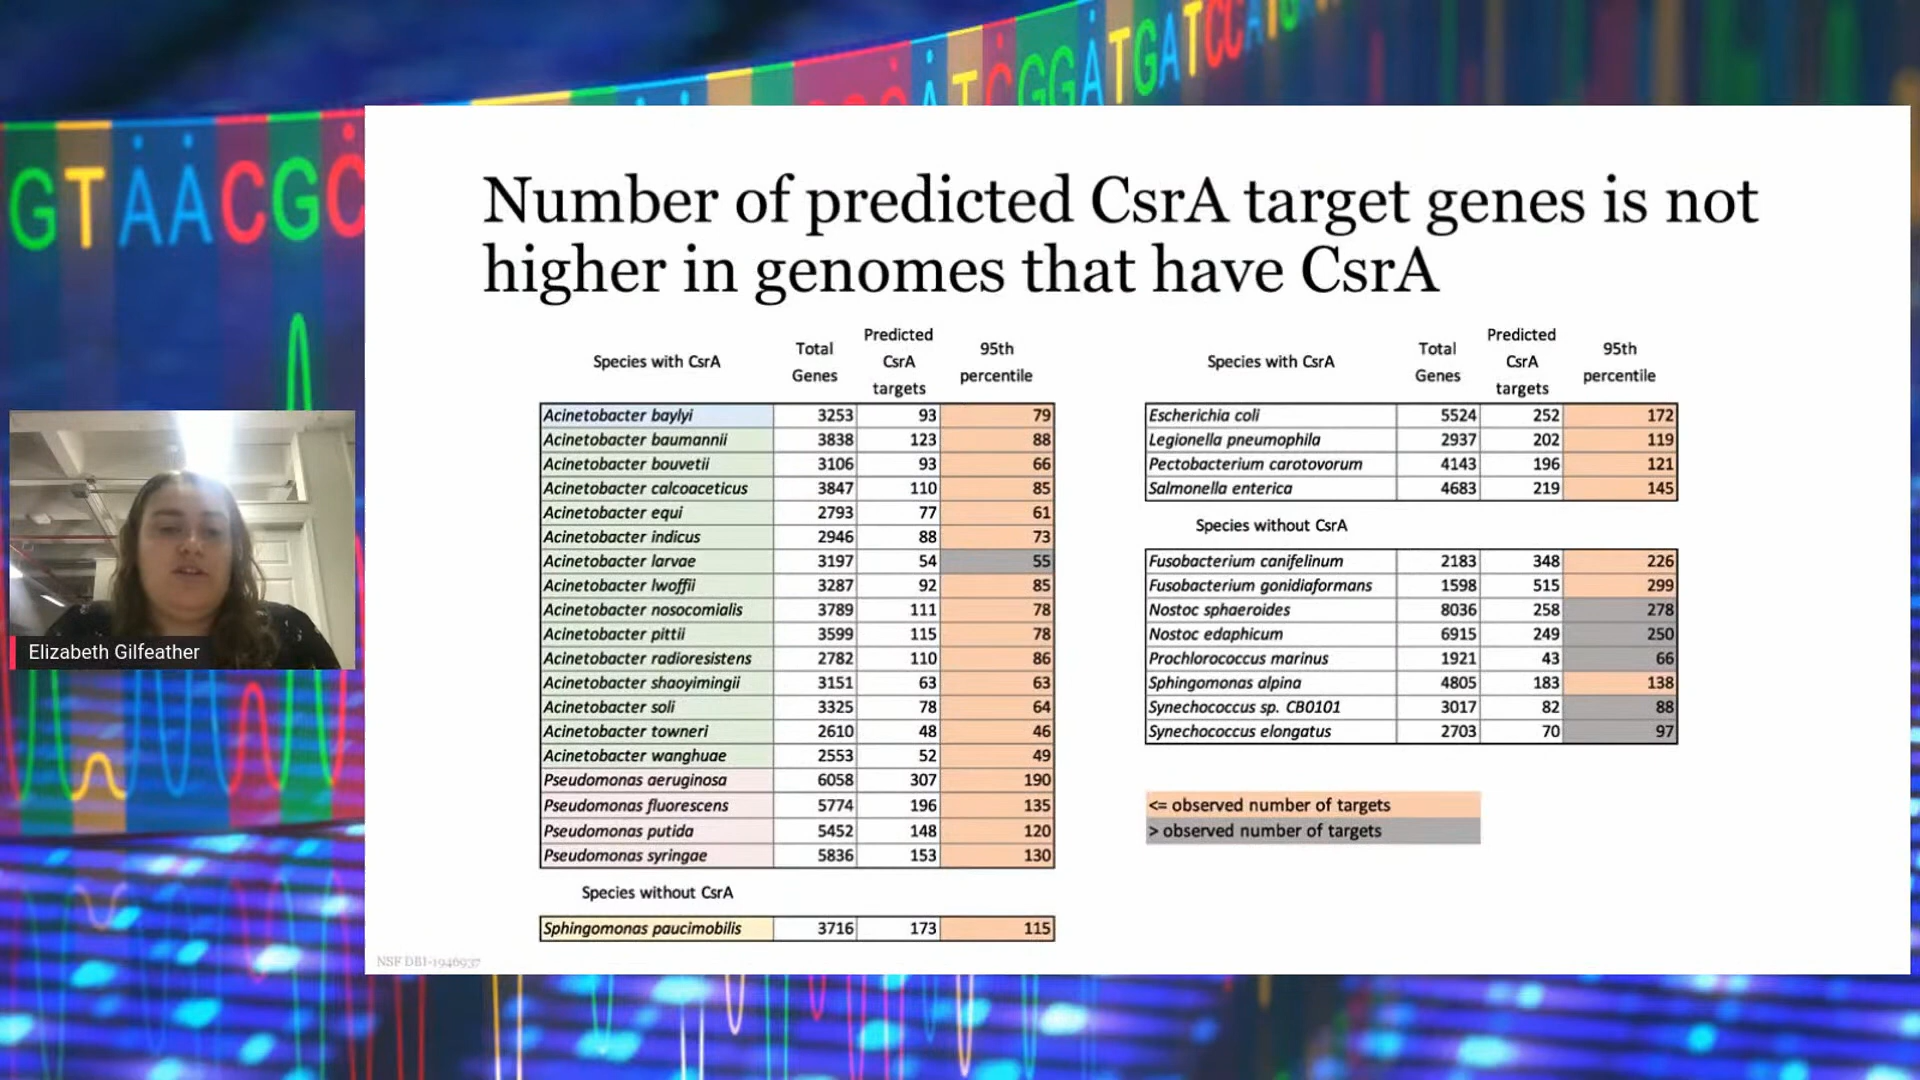 GTAACGC
ATCGGATGATCCATG
Number of predicted CsrA target genes is not
higher in genomes that have CsrA
Species with CsrA Total Genes Predicted CsrA targets 95th percentile
Acinetobacter baylyi 3253 93 79
Acinetobacter baumannii 3838 123 88
Acinetobacter bouvetii 3106 93 66
Acinetobacter calcoaceticus 3847 110 85
Acinetobacter equi 2793 77 61
Acinetobacter indicus 2946 88 73
Acinetobacter larvae 3197 54 55
Acinetobacter lwoffii 3287 92 85
Acinetobacter nosocomialis 3789 111 78
Acinetobacter pittii 3599 115 78
Acinetobacter radioresistens 2782 110 86
Acinetobacter shaoyimingii 3151 63 63
Acinetobacter soli 3325 78 64
Acinetobacter towneri 2610 48 46
Acinetobacter wanghuae 2553 52 49
Pseudomonas aeruginosa 6058 307 190
Pseudomonas fluorescens 5774 196 135
Pseudomonas putida 5452 148 120
Pseudomonas syringae 5836 153 130
Species without CsrA
Sphingomonas paucimobilis 3716 173 115
Species with CsrA Total Genes Predicted CsrA targets 95th percentile
Escherichia coli 5524 252 172
Legionella pneumophila 2937 202 119
Pectobacterium carotovorum 4143 196 121
Salmonella enterica 4683 219 145
Species without CsrA
Fusobacterium canifelinum 2183 348 226
Fusobacterium gonidiaformans 1598 515 299
Nostoc sphaeroides 8036 258 278
Nostoc edaphicum 6915 249 250
Prochlorococcus marinus 1921 43 66
Sphingomonas alpina 4805 183 138
Synechococcus sp. CB0101 3017 82 88
Synechococcus elongatus 2703 70 97
<= observed number of targets
> observed number of targets
NSF DBI-1946937
Elizabeth Gilfeather